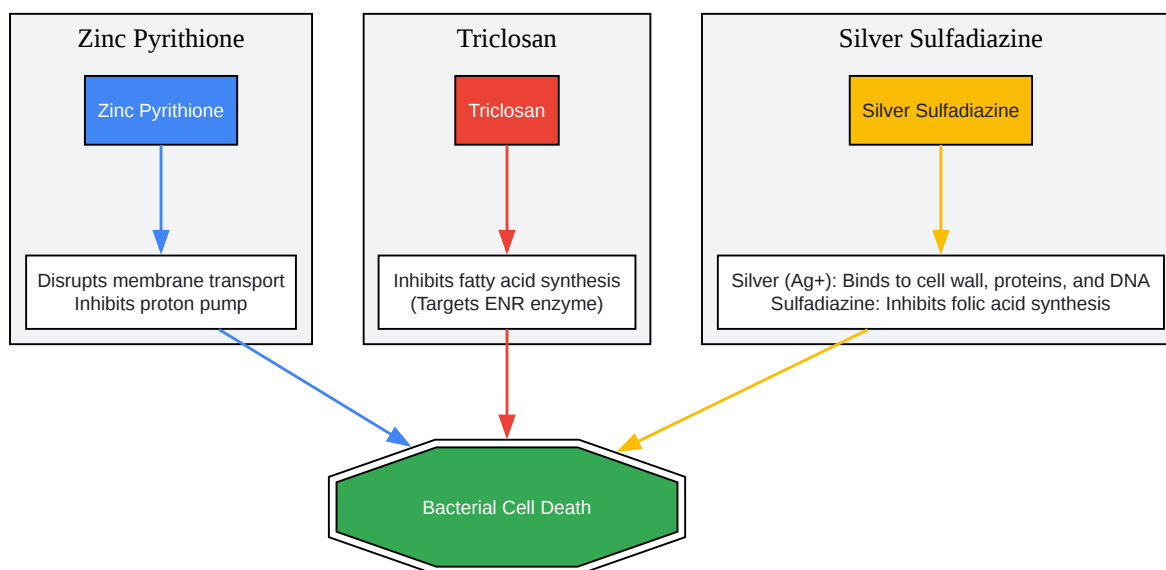 Zinc Pyrithione
Triclosan
Silver Sulfadiazine
Zinc Pyrithione
Triclosan
Silver Sulfadiazine
Disrupts membrane transport
Inhibits proton pump
Inhibits fatty acid synthesis
(Targets ENR enzyme)
Silver (Ag+): Binds to cell wall, proteins, and DNA
Sulfadiazine: Inhibits folic acid synthesis
Bacterial Cell Death